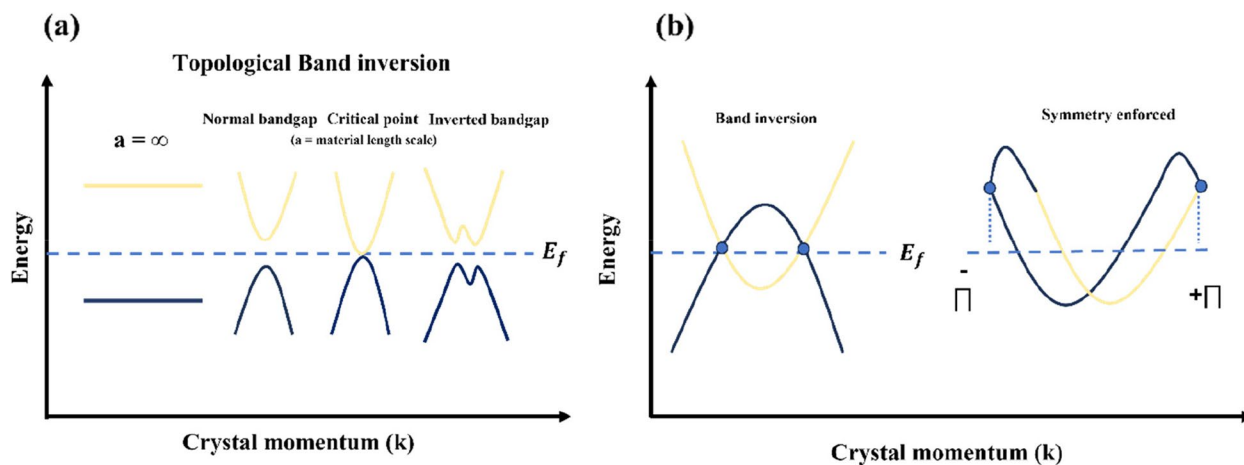 (a)
Topological Band inversion
Normal bandgap Critical point Inverted bandgap
(a = material length scale)
a = ∞
Energy
E_f
Crystal momentum (k)
(b)
Band inversion
Symmetry enforced
Energy
E_f
-
∏
+∏
Crystal momentum (k)